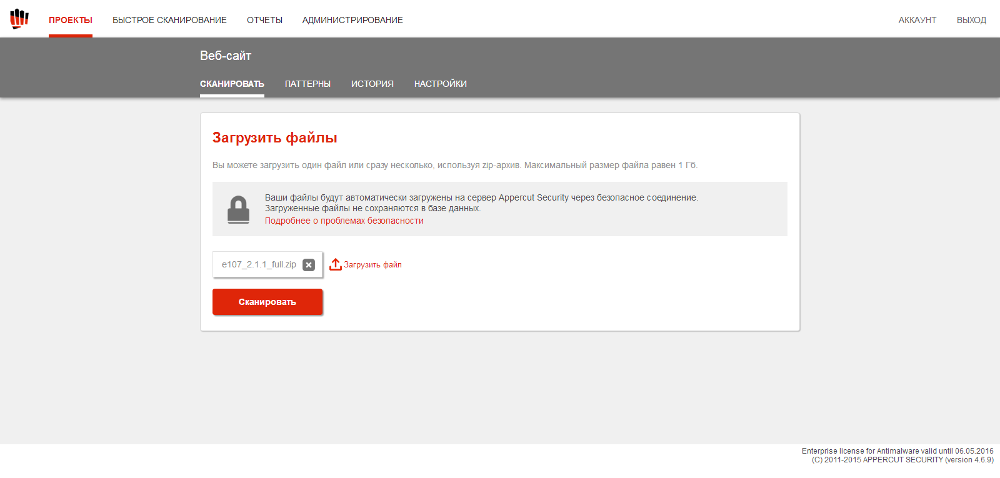 ПРОЕКТЫ БЫСТРОЕ СКАНИРОВАНИЕ ОТЧЕТЫ АДМИНИСТРИРОВАНИЕ АККАУНТ ВЫХОД
Веб-сайт
СКАНИРОВАТЬ ПАТТЕРНЫ ИСТОРИЯ НАСТРОЙКИ
Загрузить файлы
Вы можете загрузить один файл или сразу несколько, используя zip-архив. Максимальный размер файла равен 1 Гб.
Ваши файлы будут автоматически загружены на сервер Appercut Security через безопасное соединение.
Загруженные файлы не сохраняются в базе данных.
Подробнее о проблемах безопасности
e107_2.1.1_full.zip Загрузить файл
Сканировать
Enterprise license for Antimalware valid until 06.05.2016
(C) 2011-2015 APPERCUT SECURITY (version 4.6.9)